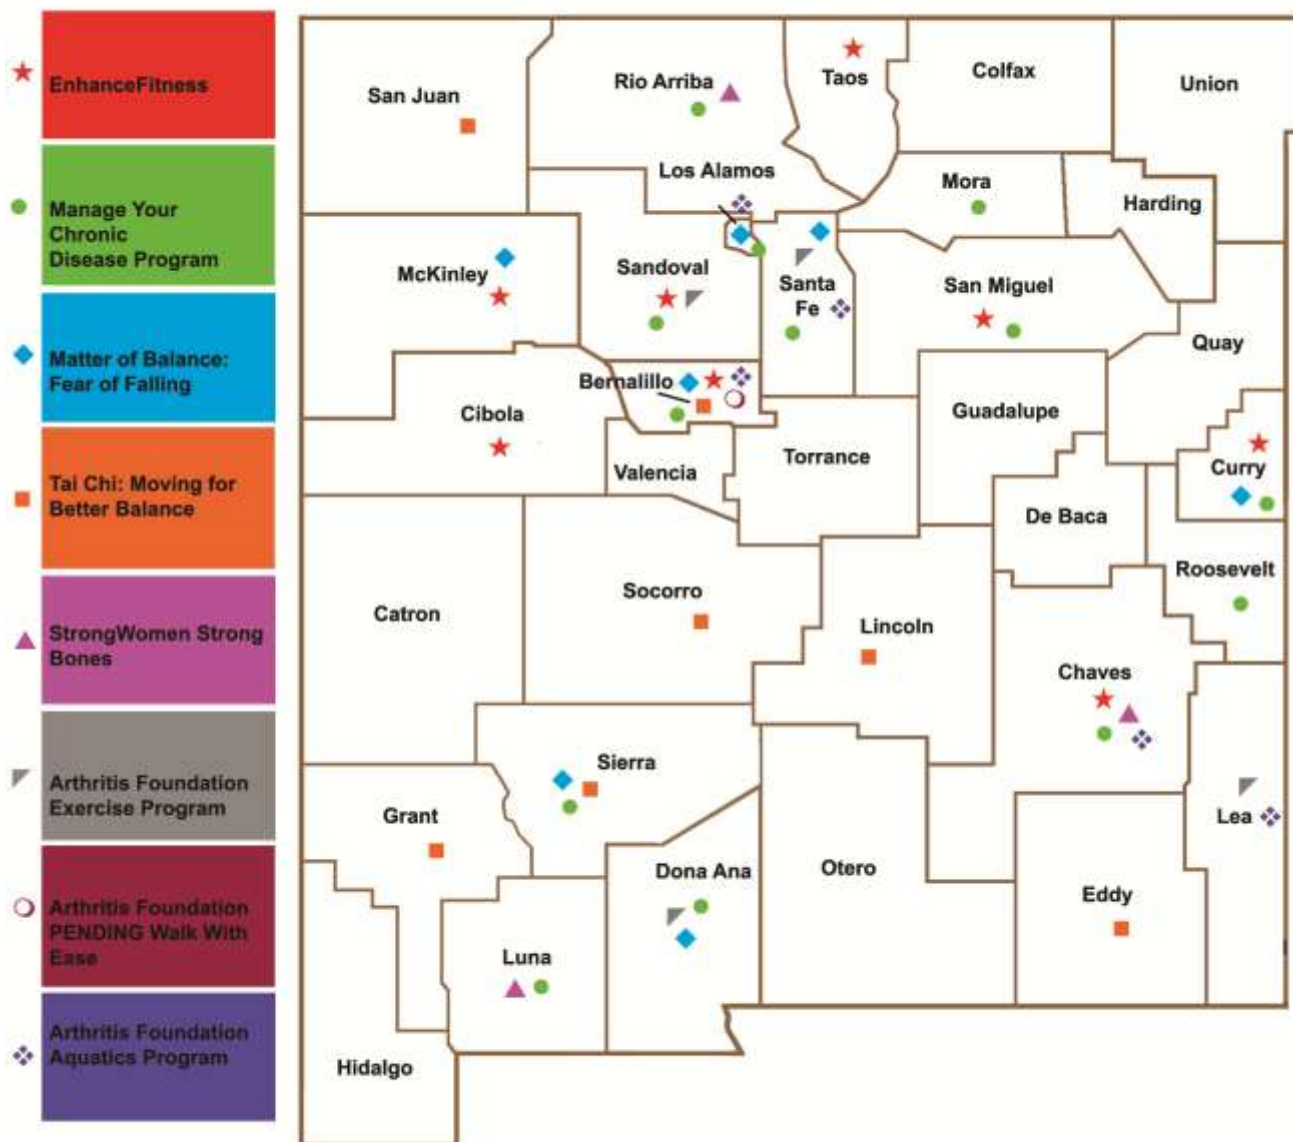 EnhanceFitness
Manage Your
Chronic
Disease Program
Matter of Balance:
Fear of Falling
Tai Chi: Moving for
Better Balance
StrongWomen Strong
Bones
Arthritis Foundation
Exercise Program
Arthritis Foundation
PENDING Walk With
Ease
Arthritis Foundation
Aquatics Program
San Juan
Rio Arriba
Taos
Colfax
Union
Los Alamos
Mora
Harding
McKinley
Sandoval
Santa
Fe
San Miguel
Quay
Bernalillo
Cibola
Valencia
Torrance
Guadalupe
Curry
De Baca
Roosevelt
Catron
Socorro
Lincoln
Chaves
Sierra
Grant
Dona Ana
Otero
Lea
Eddy
Luna
Hidalgo